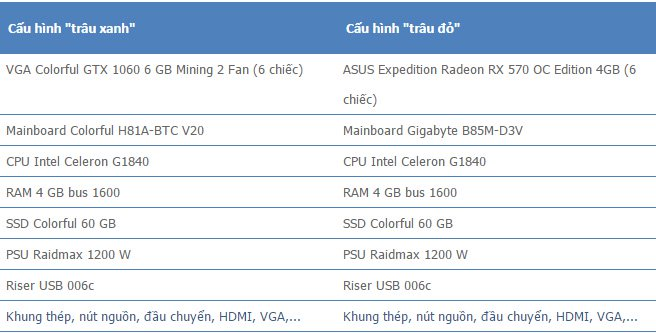 Cấu hình "trâu xanh" Cấu hình "trâu đỏ"
VGA Colorful GTX 1060 6 GB Mining 2 Fan (6 chiếc) ASUS Expedition Radeon RX 570 OC Edition 4GB (6
chiếc)
Mainboard Colorful H81A-BTC V20 Mainboard Gigabyte B85M-D3V
CPU Intel Celeron G1840 CPU Intel Celeron G1840
RAM 4 GB bus 1600 RAM 4 GB bus 1600
SSD Colorful 60 GB SSD Colorful 60 GB
PSU Raidmax 1200 W PSU Raidmax 1200 W
Riser USB 006c Riser USB 006c
Khung thép, nút nguồn, đầu chuyển, HDMI, VGA,... Khung thép, nút nguồn, đầu chuyển, HDMI, VGA,...